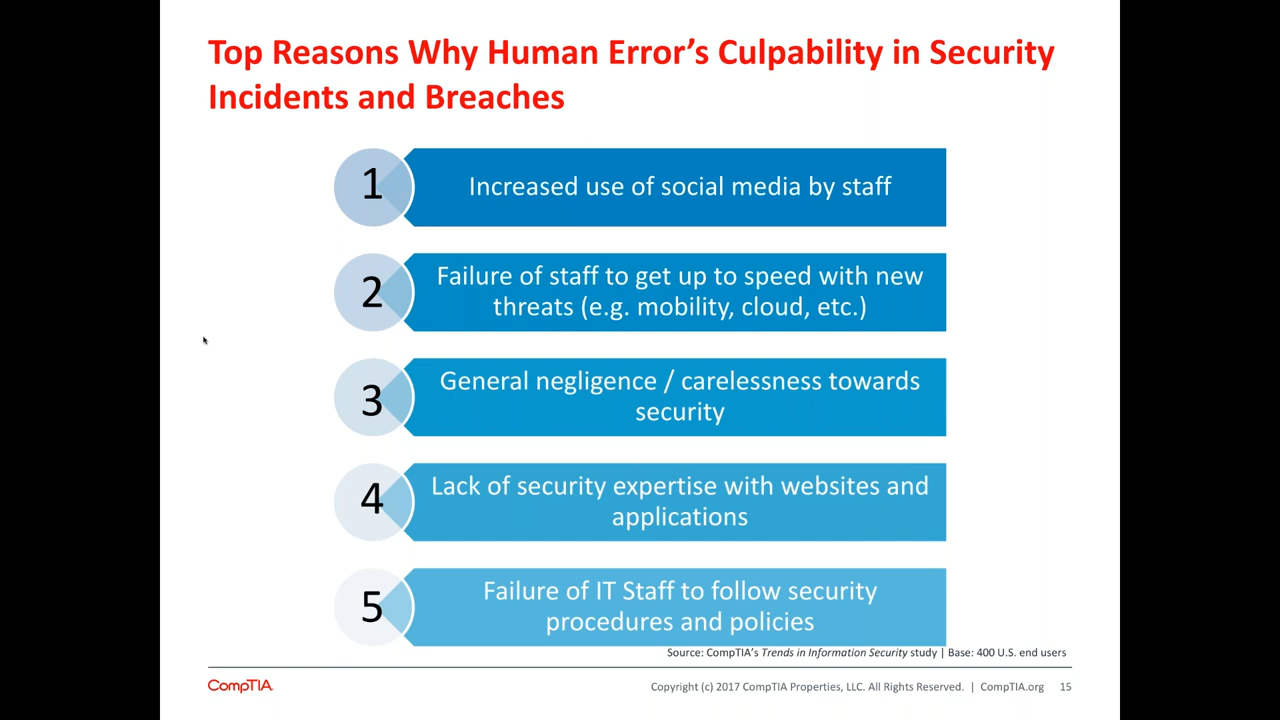 Top Reasons Why Human Error’s Culpability in Security
Incidents and Breaches
1
Increased use of social media by staff
2
Failure of staff to get up to speed with new
threats (e.g. mobility, cloud, etc.)
3
General negligence / carelessness towards
security
4
Lack of security expertise with websites and
applications
5
Failure of IT Staff to follow security
procedures and policies
Source: CompTIA’s Trends in Information Security study | Base: 400 U.S. end users
CompTIA.
Copyright (c) 2017 CompTIA Properties, LLC. All Rights Reserved. | CompTIA.org 15